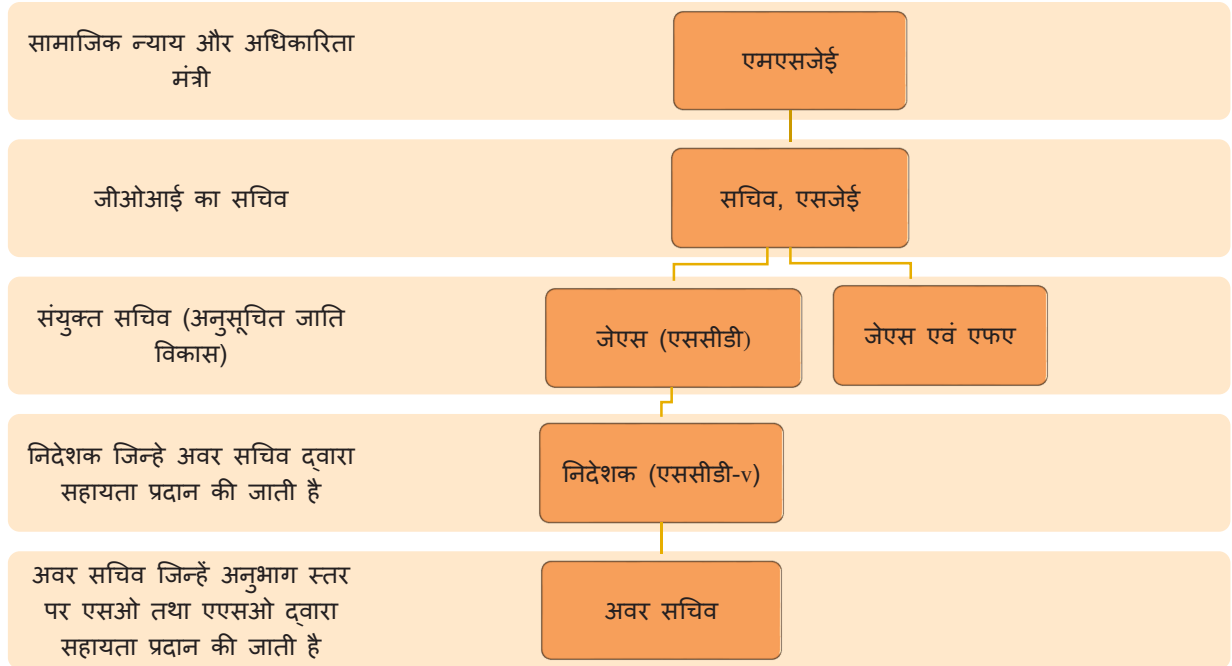 सामाजिक न्याय और अधिकारिता
मंत्री
एमएसजेई
जीओआई का सचिव
सचिव, एसजेई
संयुक्त सचिव (अनुसूचित जाति
विकास)
जेएस (एससीडी)
जेएस एवं एफए
निदेशक जिन्हे अवर सचिव द्वारा
सहायता प्रदान की जाती है
निदेशक (एससीडी-v)
अवर सचिव जिन्हें अनुभाग स्तर
पर एसओ तथा एएसओ द्वारा
सहायता प्रदान की जाती है
अवर सचिव